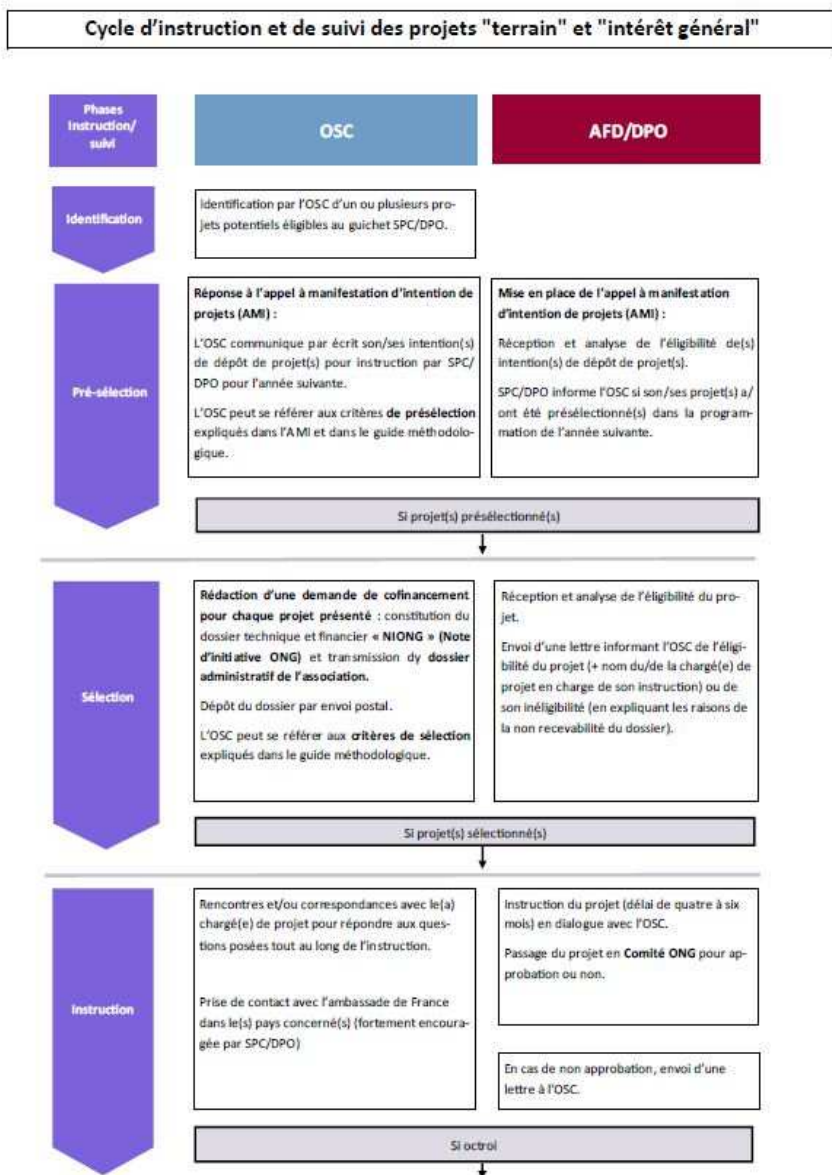 Cycle d'instruction et de suivi des projets "terrain" et "intérêt général"
Phases
Instruction/
suivi
OSC
AFD/DPO
Identification
Identification par l'OSC d'un ou plusieurs pro-
jets potentiels éligibles au guichet SPC/DPO.
Pré-sélection
Réponse à l'appel à manifestation d'intention de
projets (AMI) :
L'OSC communique par écrit son/ses intention(s)
de dépôt de projet(s) pour instruction par SPC/
DPO pour l'année suivante.
L'OSC peut se référer aux critères de présélection
expliqués dans l'AMI et dans le guide méthodolo-
gique.
Mise en place de l'appel à manifestation
d'intention de projets (AMI) :
Réception et analyse de l'éligibilité de(s)
intention(s) de dépôt de projet(s).
SPC/DPO informe l'OSC si son/ses projet(s) a/
ont été présélectionné(s) dans la program-
mation de l'année suivante.
Si projet(s) présélectionné(s)
Sélection
Rédaction d'une demande de cofinancement
pour chaque projet présenté : constitution du
dossier technique et financier « NIONG » (Note
d'initiative ONG) et transmission dy dossier
administratif de l'association.
Dépôt du dossier par envoi postal.
L'OSC peut se référer aux critères de sélection
expliqués dans le guide méthodologique.
Réception et analyse de l'éligibilité du pro-
jet.
Envoi d'une lettre informant l'OSC de l'éligi-
bilité du projet (+ nom du/de la chargé(e) de
projet en charge de son instruction) ou de
son inéligibilité (en expliquant les raisons de
la non recevabilité du dossier).
Si projet(s) sélectionné(s)
Instruction
Rencontres et/ou correspondances avec le(a)
chargé(e) de projet pour répondre aux ques-
tions posées tout au long de l'instruction.
Prise de contact avec l'ambassade de France
dans le(s) pays concerné(s) (fortement encoura-
gée par SPC/DPO)
Instruction du projet (délai de quatre à six
mois) en dialogue avec l'OSC.
Passage du projet en Comité ONG pour ap-
probation ou non.
En cas de non approbation, envoi d'une
lettre à l'OSC.
Si octroi